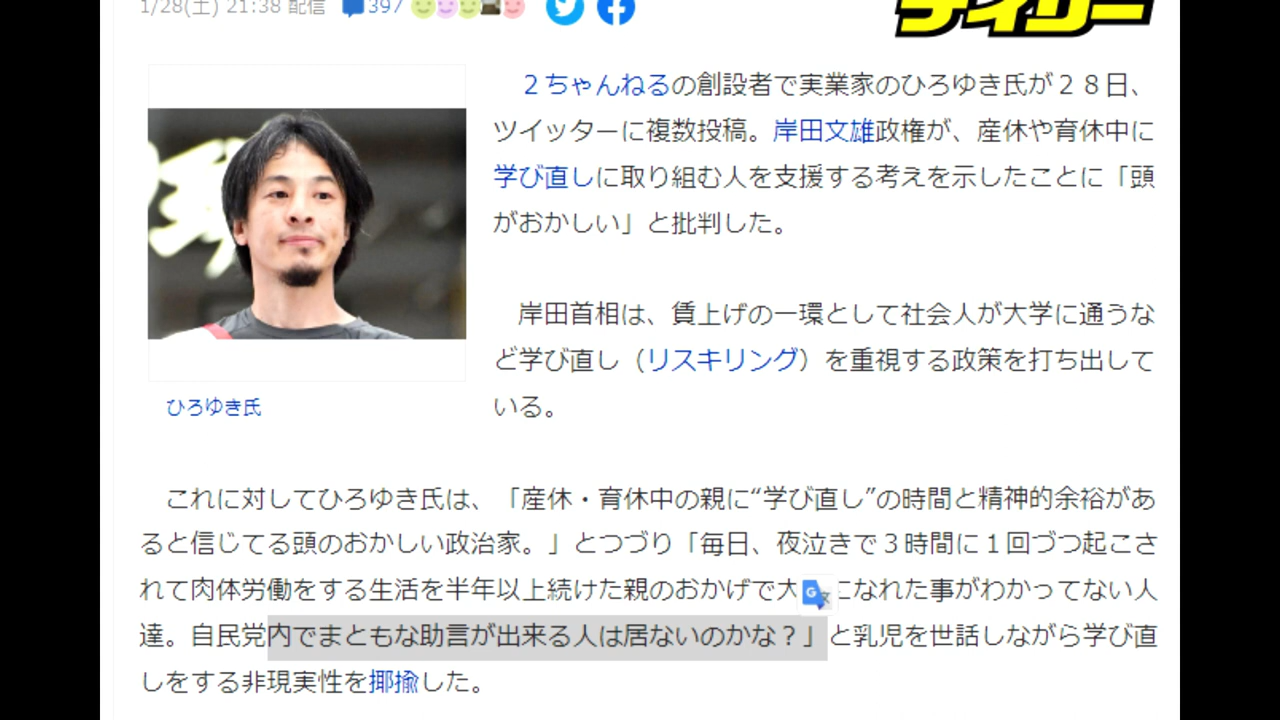 1/28(土) 21:38 配信 397
デイリー
２ちゃんねるの創設者で実業家のひろゆき氏が２８日、
ツイッターに複数投稿。岸田文雄政権が、産休や育休中に
学び直しに取り組む人を支援する考えを示したことに「頭
がおかしい」と批判した。
岸田首相は、賃上げの一環として社会人が大学に通うな
ど学び直し（リスキリング）を重視する政策を打ち出して
いる。
ひろゆき氏
これに対してひろゆき氏は、「産休・育休中の親に“学び直し”の時間と精神的余裕があ
ると信じてる頭のおかしい政治家。」とつづり「毎日、夜泣きで３時間に１回づつ起こさ
れて肉体労働をする生活を半年以上続けた親のおかげで大 になれた事がわかってない人
達。自民党内でまともな助言が出来る人は居ないのかな？」と乳児を世話しながら学び直
しをする非現実性を揶揄した。